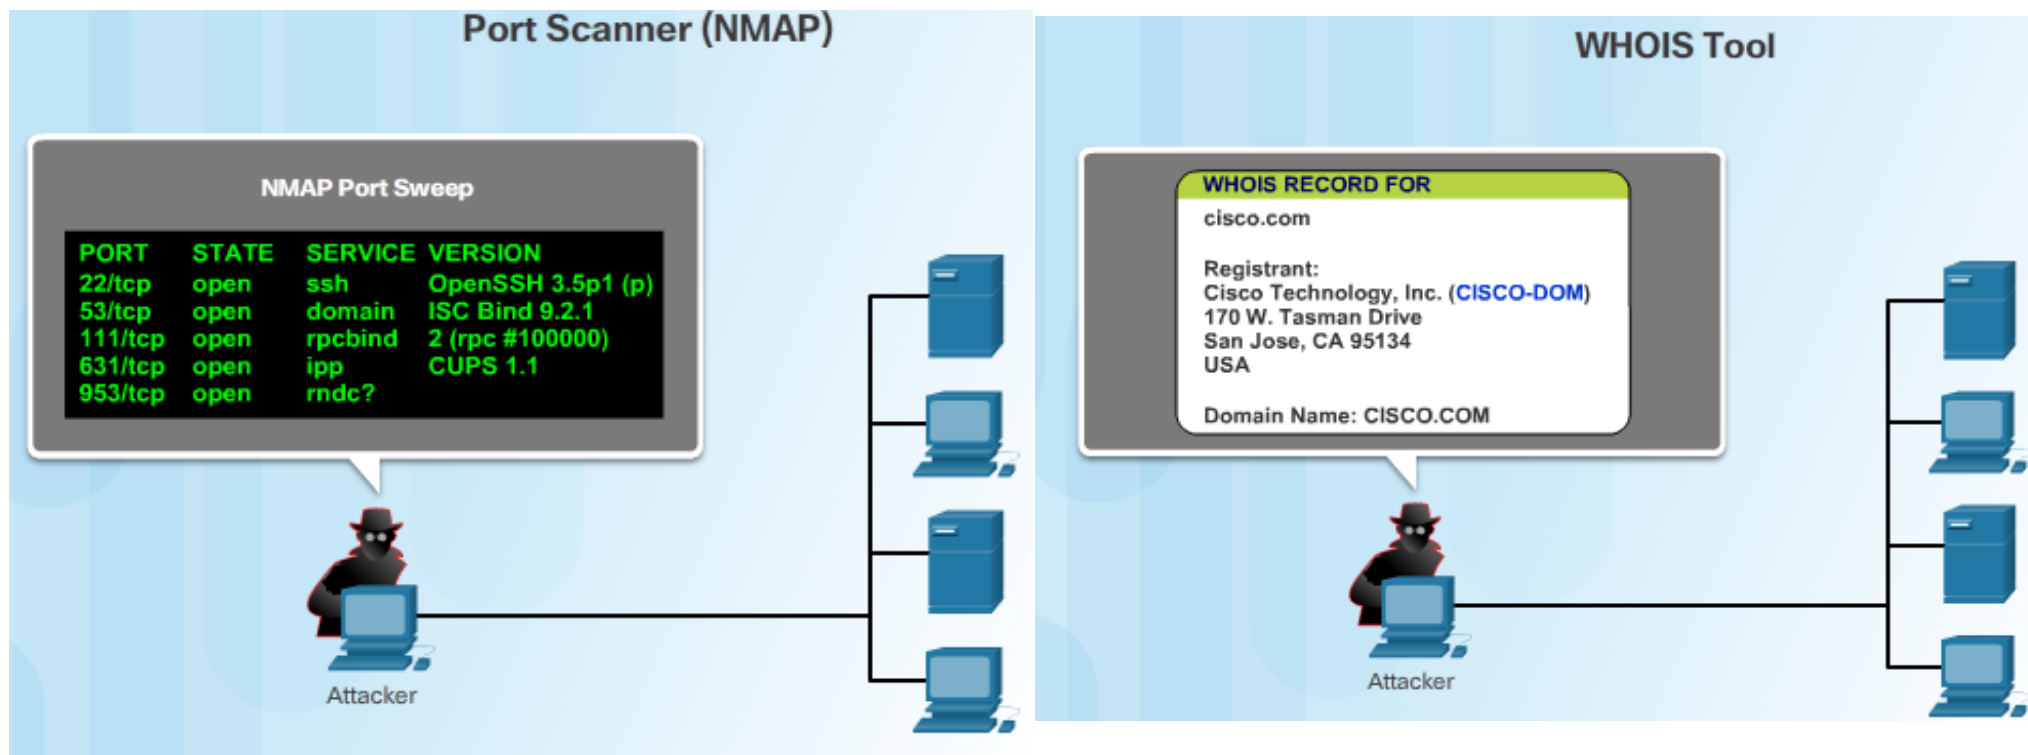 Port Scanner (NMAP)
NMAP Port Sweep
PORT STATE SERVICE VERSION
22/tcp open ssh OpenSSH 3.5p1 (p)
53/tcp open domain ISC Bind 9.2.1
111/tcp open rpcbind 2 (rpc #100000)
631/tcp open ipp CUPS 1.1
953/tcp open rndc?
Attacker
WHOIS Tool
WHOIS RECORD FOR
cisco.com
Registrant:
Cisco Technology, Inc. (CISCO-DOM)
170 W. Tasman Drive
San Jose, CA 95134
USA
Domain Name: CISCO.COM
Attacker